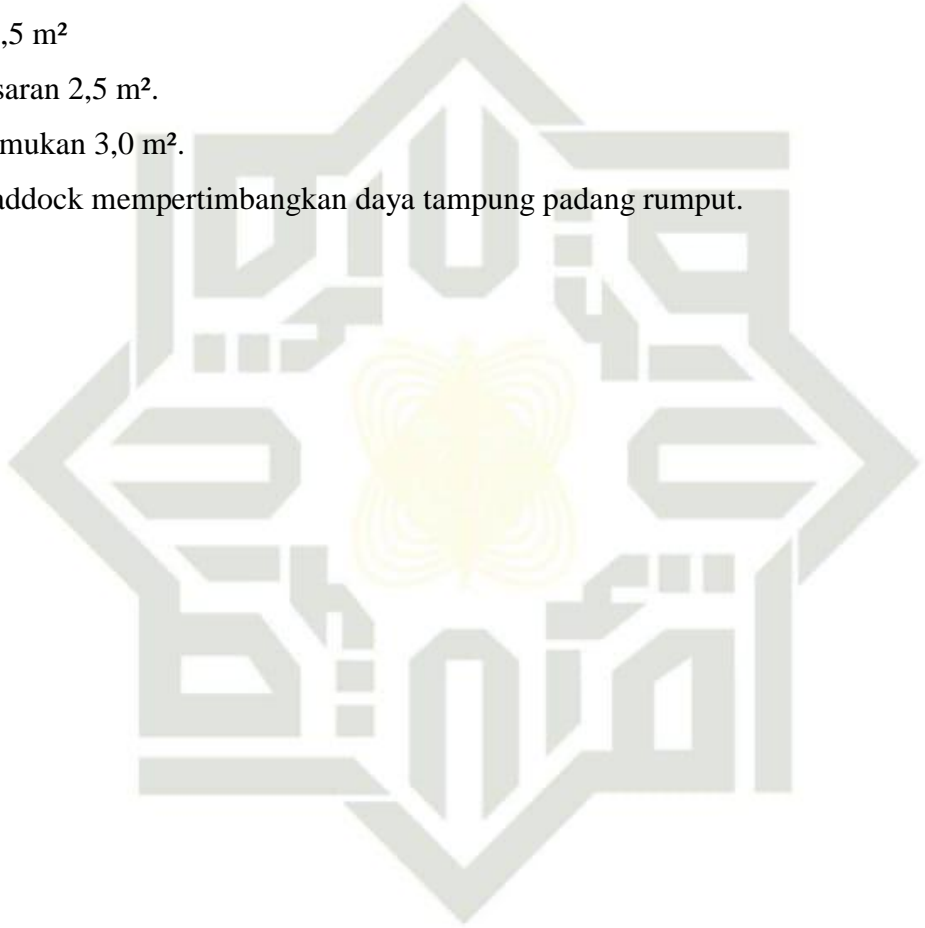 ,5 m²
saran 2,5 m².
mukan 3,0 m².
addock mempertimbangkan daya tampung padang rumput.